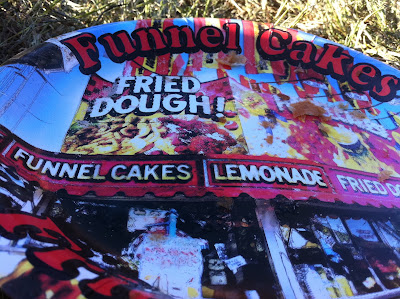 Funnel Cakes
FRIED
DOUGH!
FUNNEL CAKES LEMONADE FRIED DO